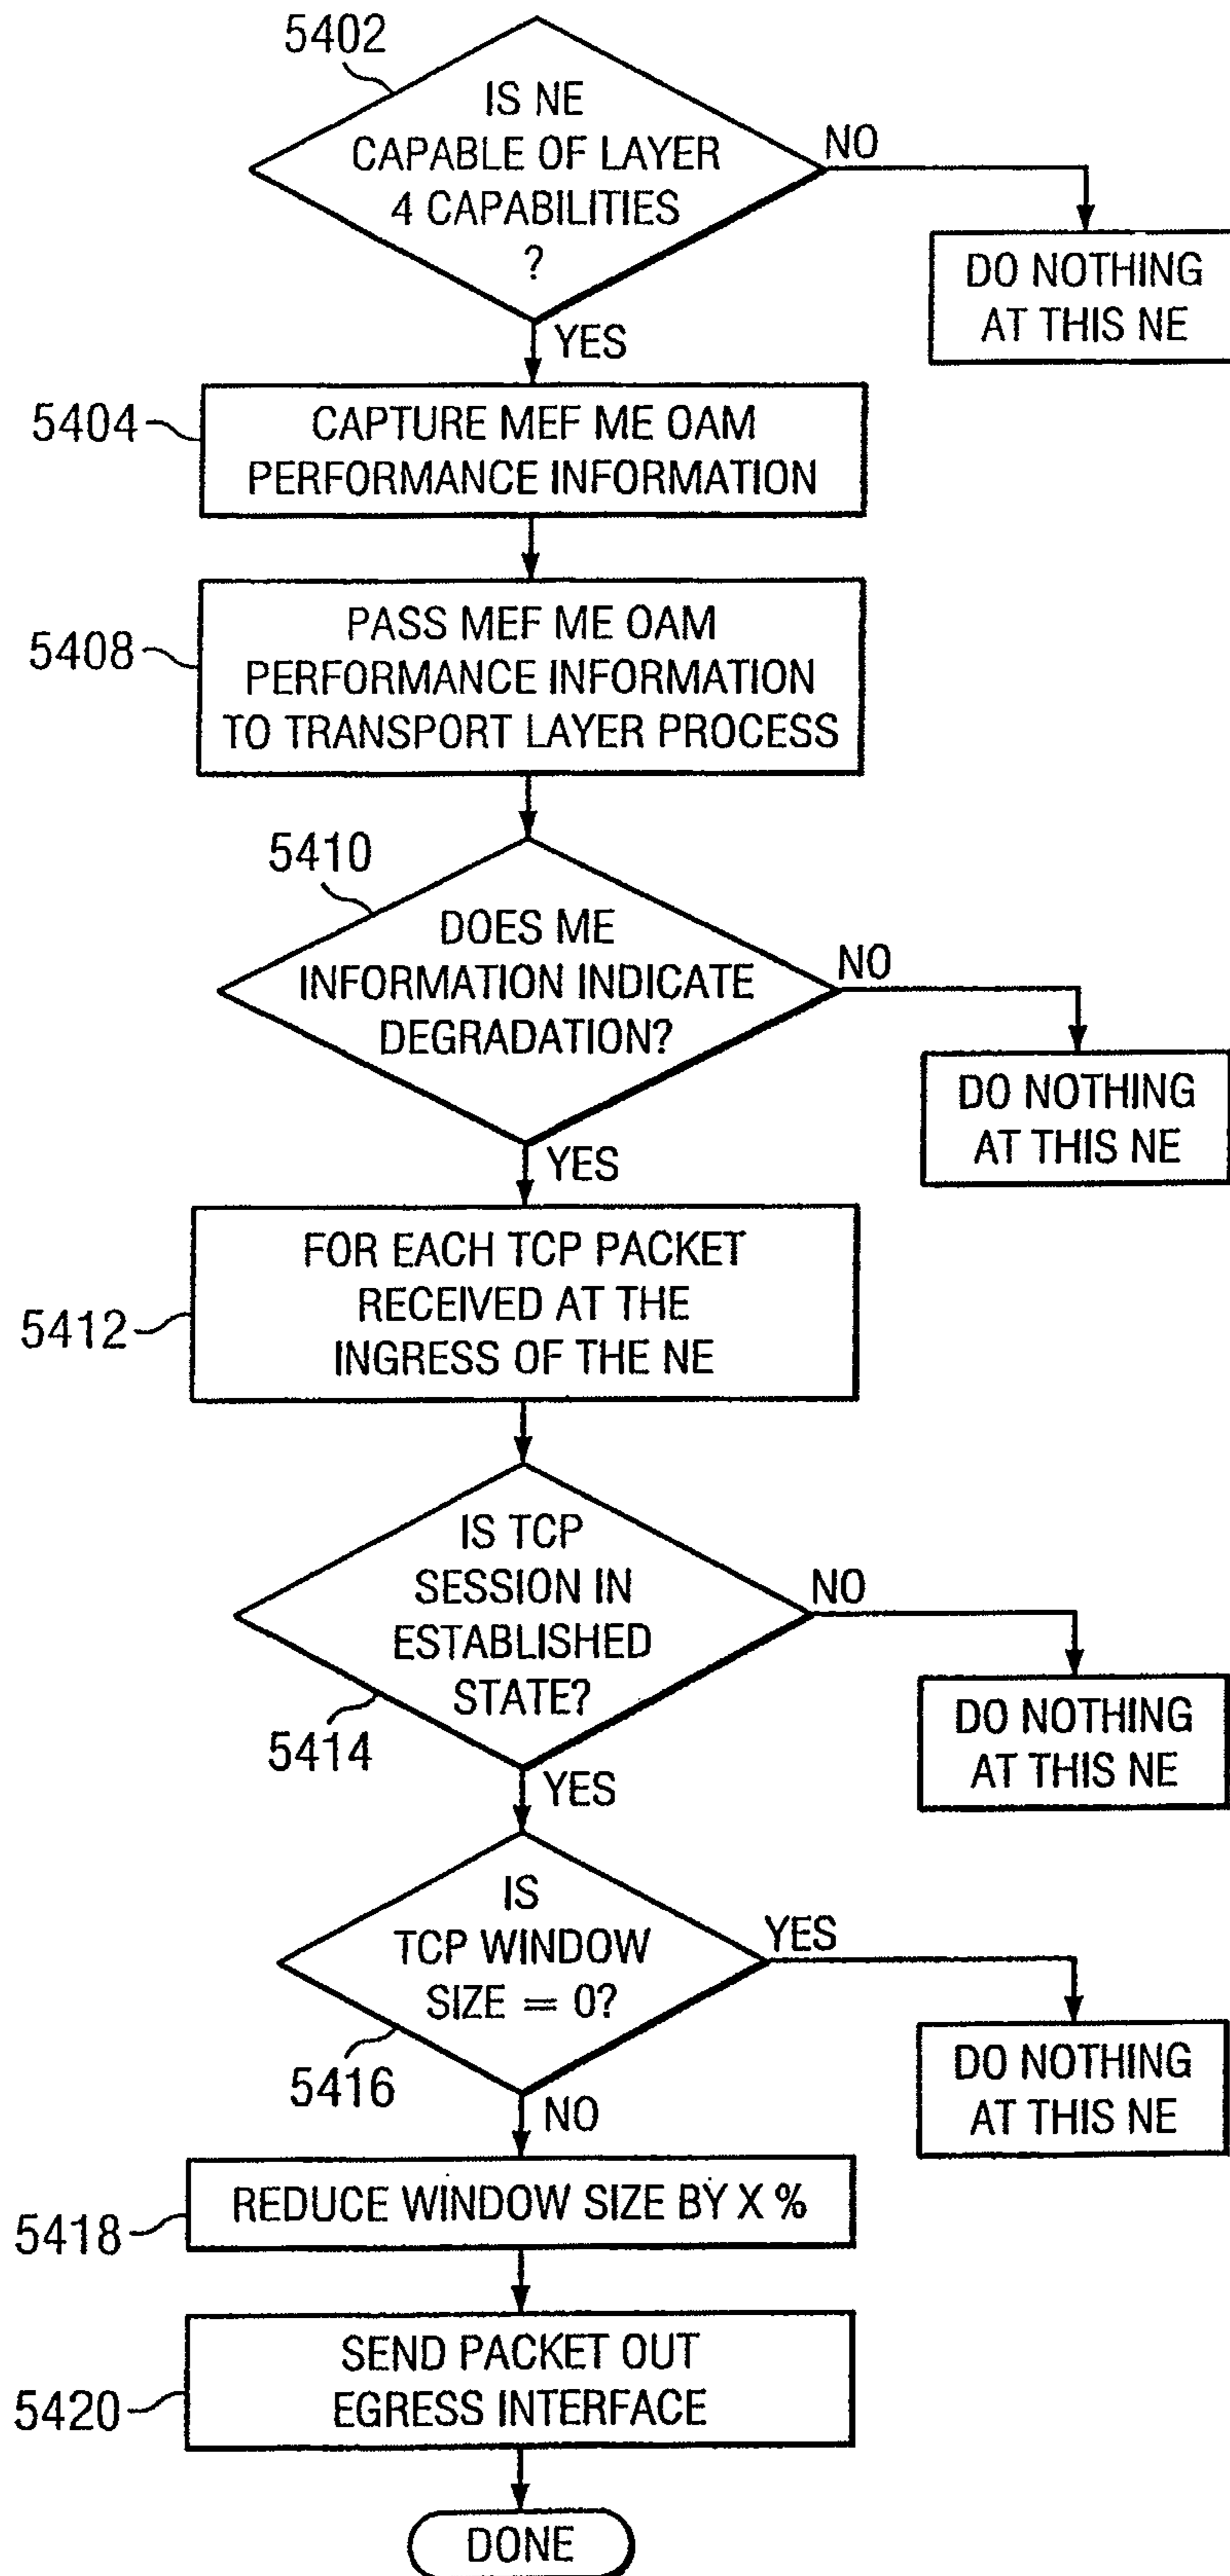 5402
IS NE
CAPABLE OF LAYER
4 CAPABILITIES
?
NO
DO NOTHING
AT THIS NE
YES
5404
CAPTURE MEF ME OAM
PERFORMANCE INFORMATION
5408
PASS MEF ME OAM
PERFORMANCE INFORMATION
TO TRANSPORT LAYER PROCESS
5410
DOES ME
INFORMATION INDICATE
DEGRADATION?
NO
DO NOTHING
AT THIS NE
YES
5412
FOR EACH TCP PACKET
RECEIVED AT THE
INGRESS OF THE NE
IS TCP
SESSION IN
ESTABLISHED
STATE?
5414
NO
DO NOTHING
AT THIS NE
YES
IS
TCP WINDOW
SIZE = 0?
5416
YES
DO NOTHING
AT THIS NE
NO
5418
REDUCE WINDOW SIZE BY X %
5420
SEND PACKET OUT
EGRESS INTERFACE
DONE